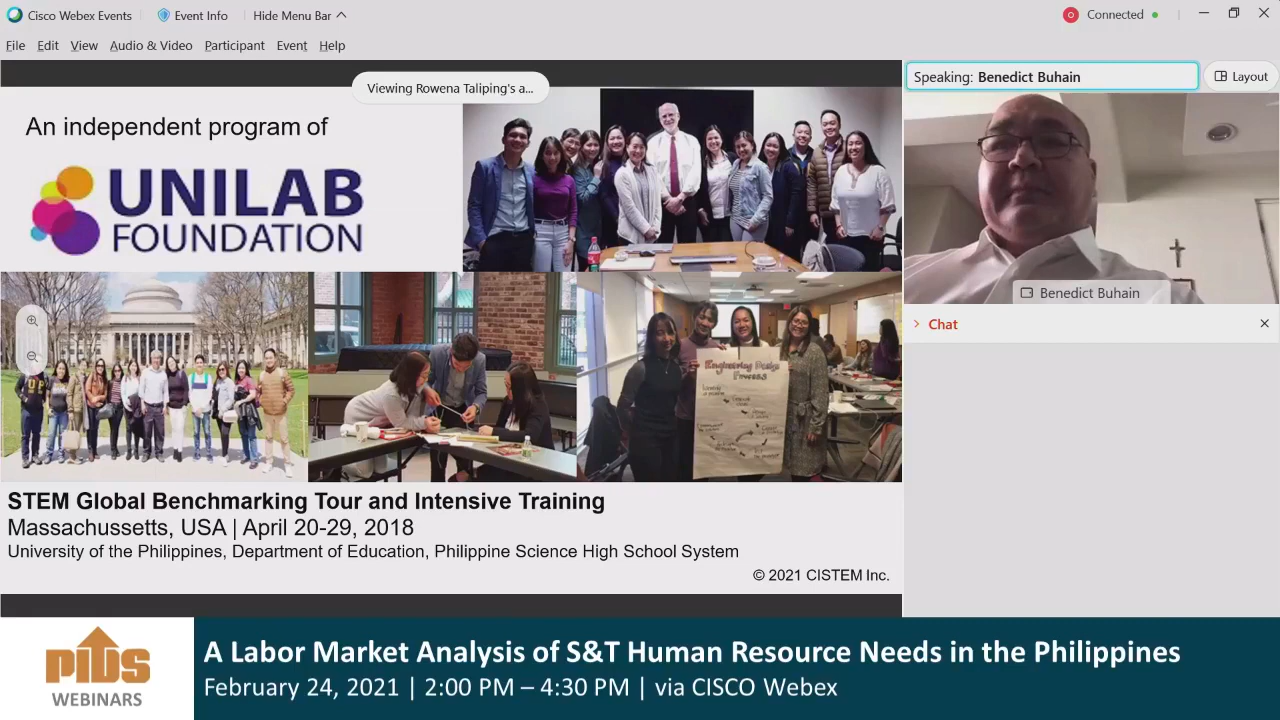 Cisco Webex Events
Event Info
Hide Menu Bar
Connected
File Edit View Audio & Video Participant Event Help
Viewing Rowena Taliping's a...
Speaking: Benedict Buhain
Layout
An independent program of
UNILAB
FOUNDATION
Engineering Design
Process
Benedict Buhain
Chat
STEM Global Benchmarking Tour and Intensive Training
Massachussetts, USA | April 20-29, 2018
University of the Philippines, Department of Education, Philippine Science High School System
© 2021 CISTEM Inc.
PIDS
WEBINARS
A Labor Market Analysis of S&T Human Resource Needs in the Philippines
February 24, 2021 | 2:00 PM – 4:30 PM | via CISCO Webex